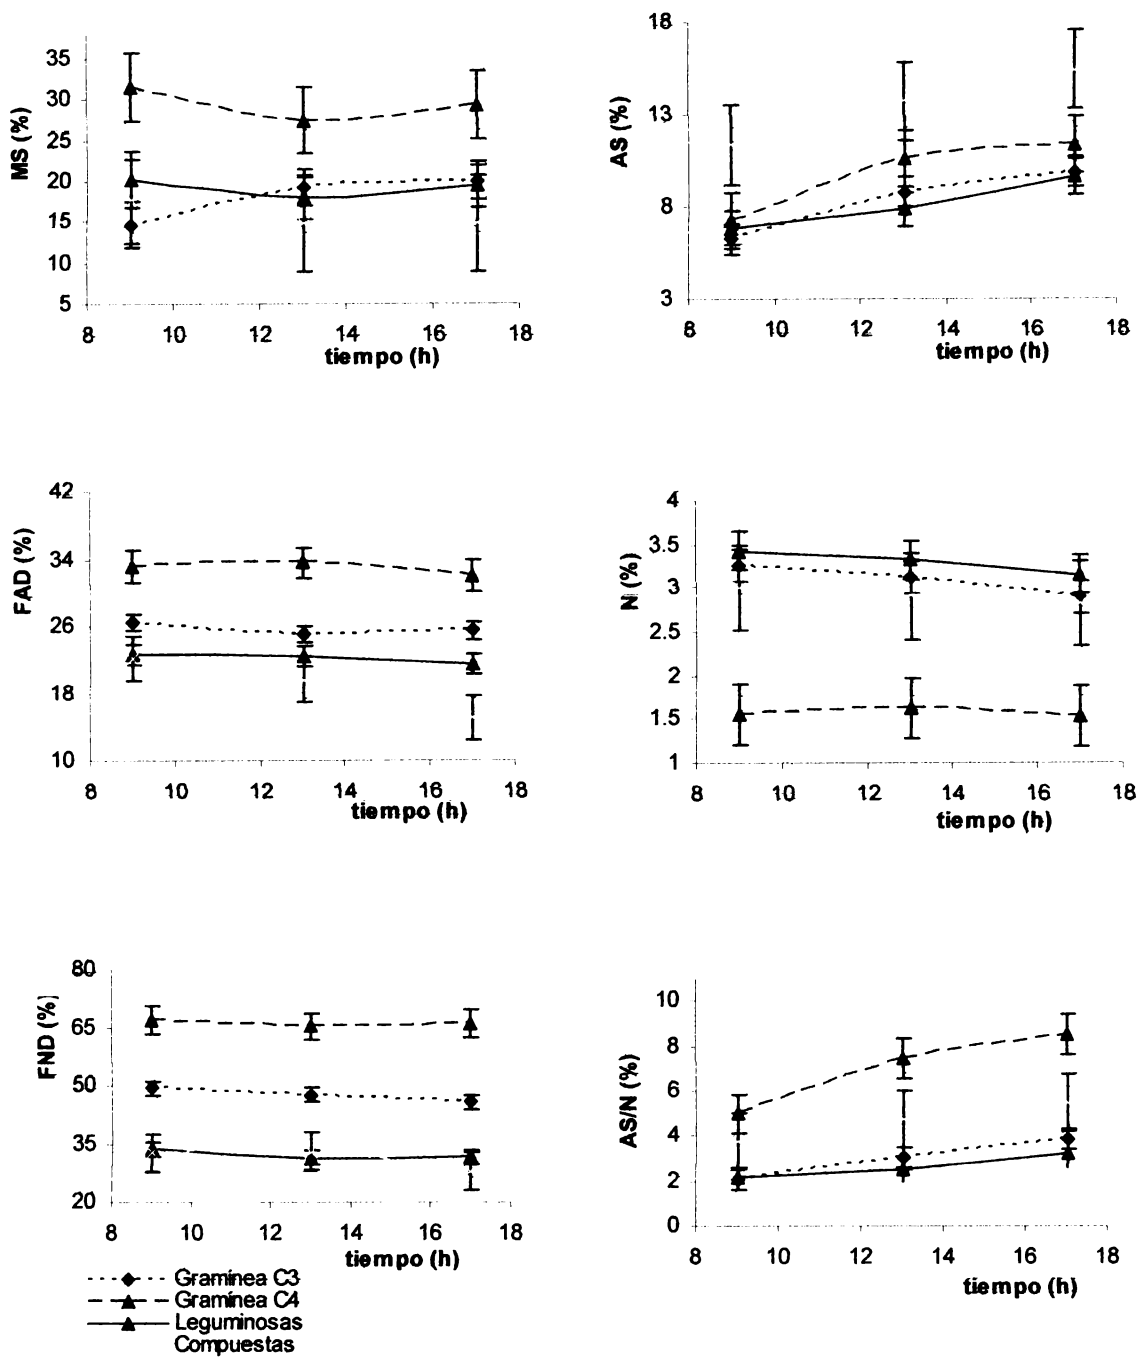 MS (%)
35
30
25
20
15
10
5
8 10 12 14 16 18
tiempo (h)
AS (%)
18
13
8
3
8 10 12 14 16 18
tiempo (h)
FAD (%)
42
34
26
18
10
8 10 12 14 16 18
tiempo (h)
N (%)
4
3.5
3
2.5
2
1.5
1
8 10 12 14 16 18
tiempo (h)
FND (%)
80
65
50
35
20
8 10 12 14 16 18
tiempo (h)
AS/N (%)
10
8
6
4
2
0
8 10 12 14 16 18
tiempo (h)
Gramínea C3
Gramínea C4
Leguminosas
Compuestas